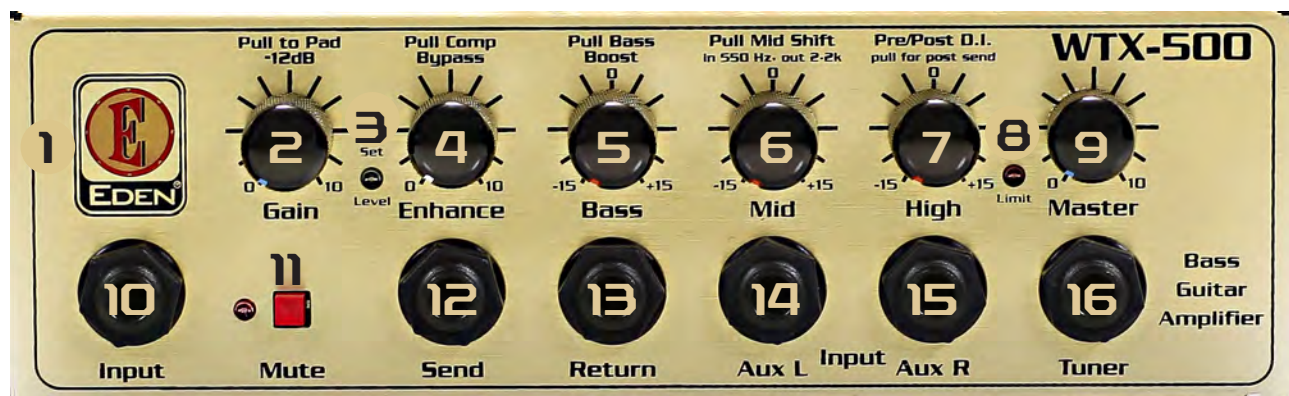 Pull to Pad
-12dB
Pull Comp
Bypass
Pull Bass
Boost
Pull Mid Shift
in 550 Hz, out 2.2k
Pre/Post D.I.
pull for post send
WTX-500
0
0
0
1
E
EDEN®
2
3
Set
Level
4
5
6
7
8
Limit
9
0
10
0
10
-15
+15
-15
+15
-15
+15
0
10
Gain
Enhance
Bass
Mid
High
Master
10
11
12
13
14
15
16
Bass
Guitar
Amplifier
Input
Mute
Send
Return
Aux L
Input
Aux R
Tuner